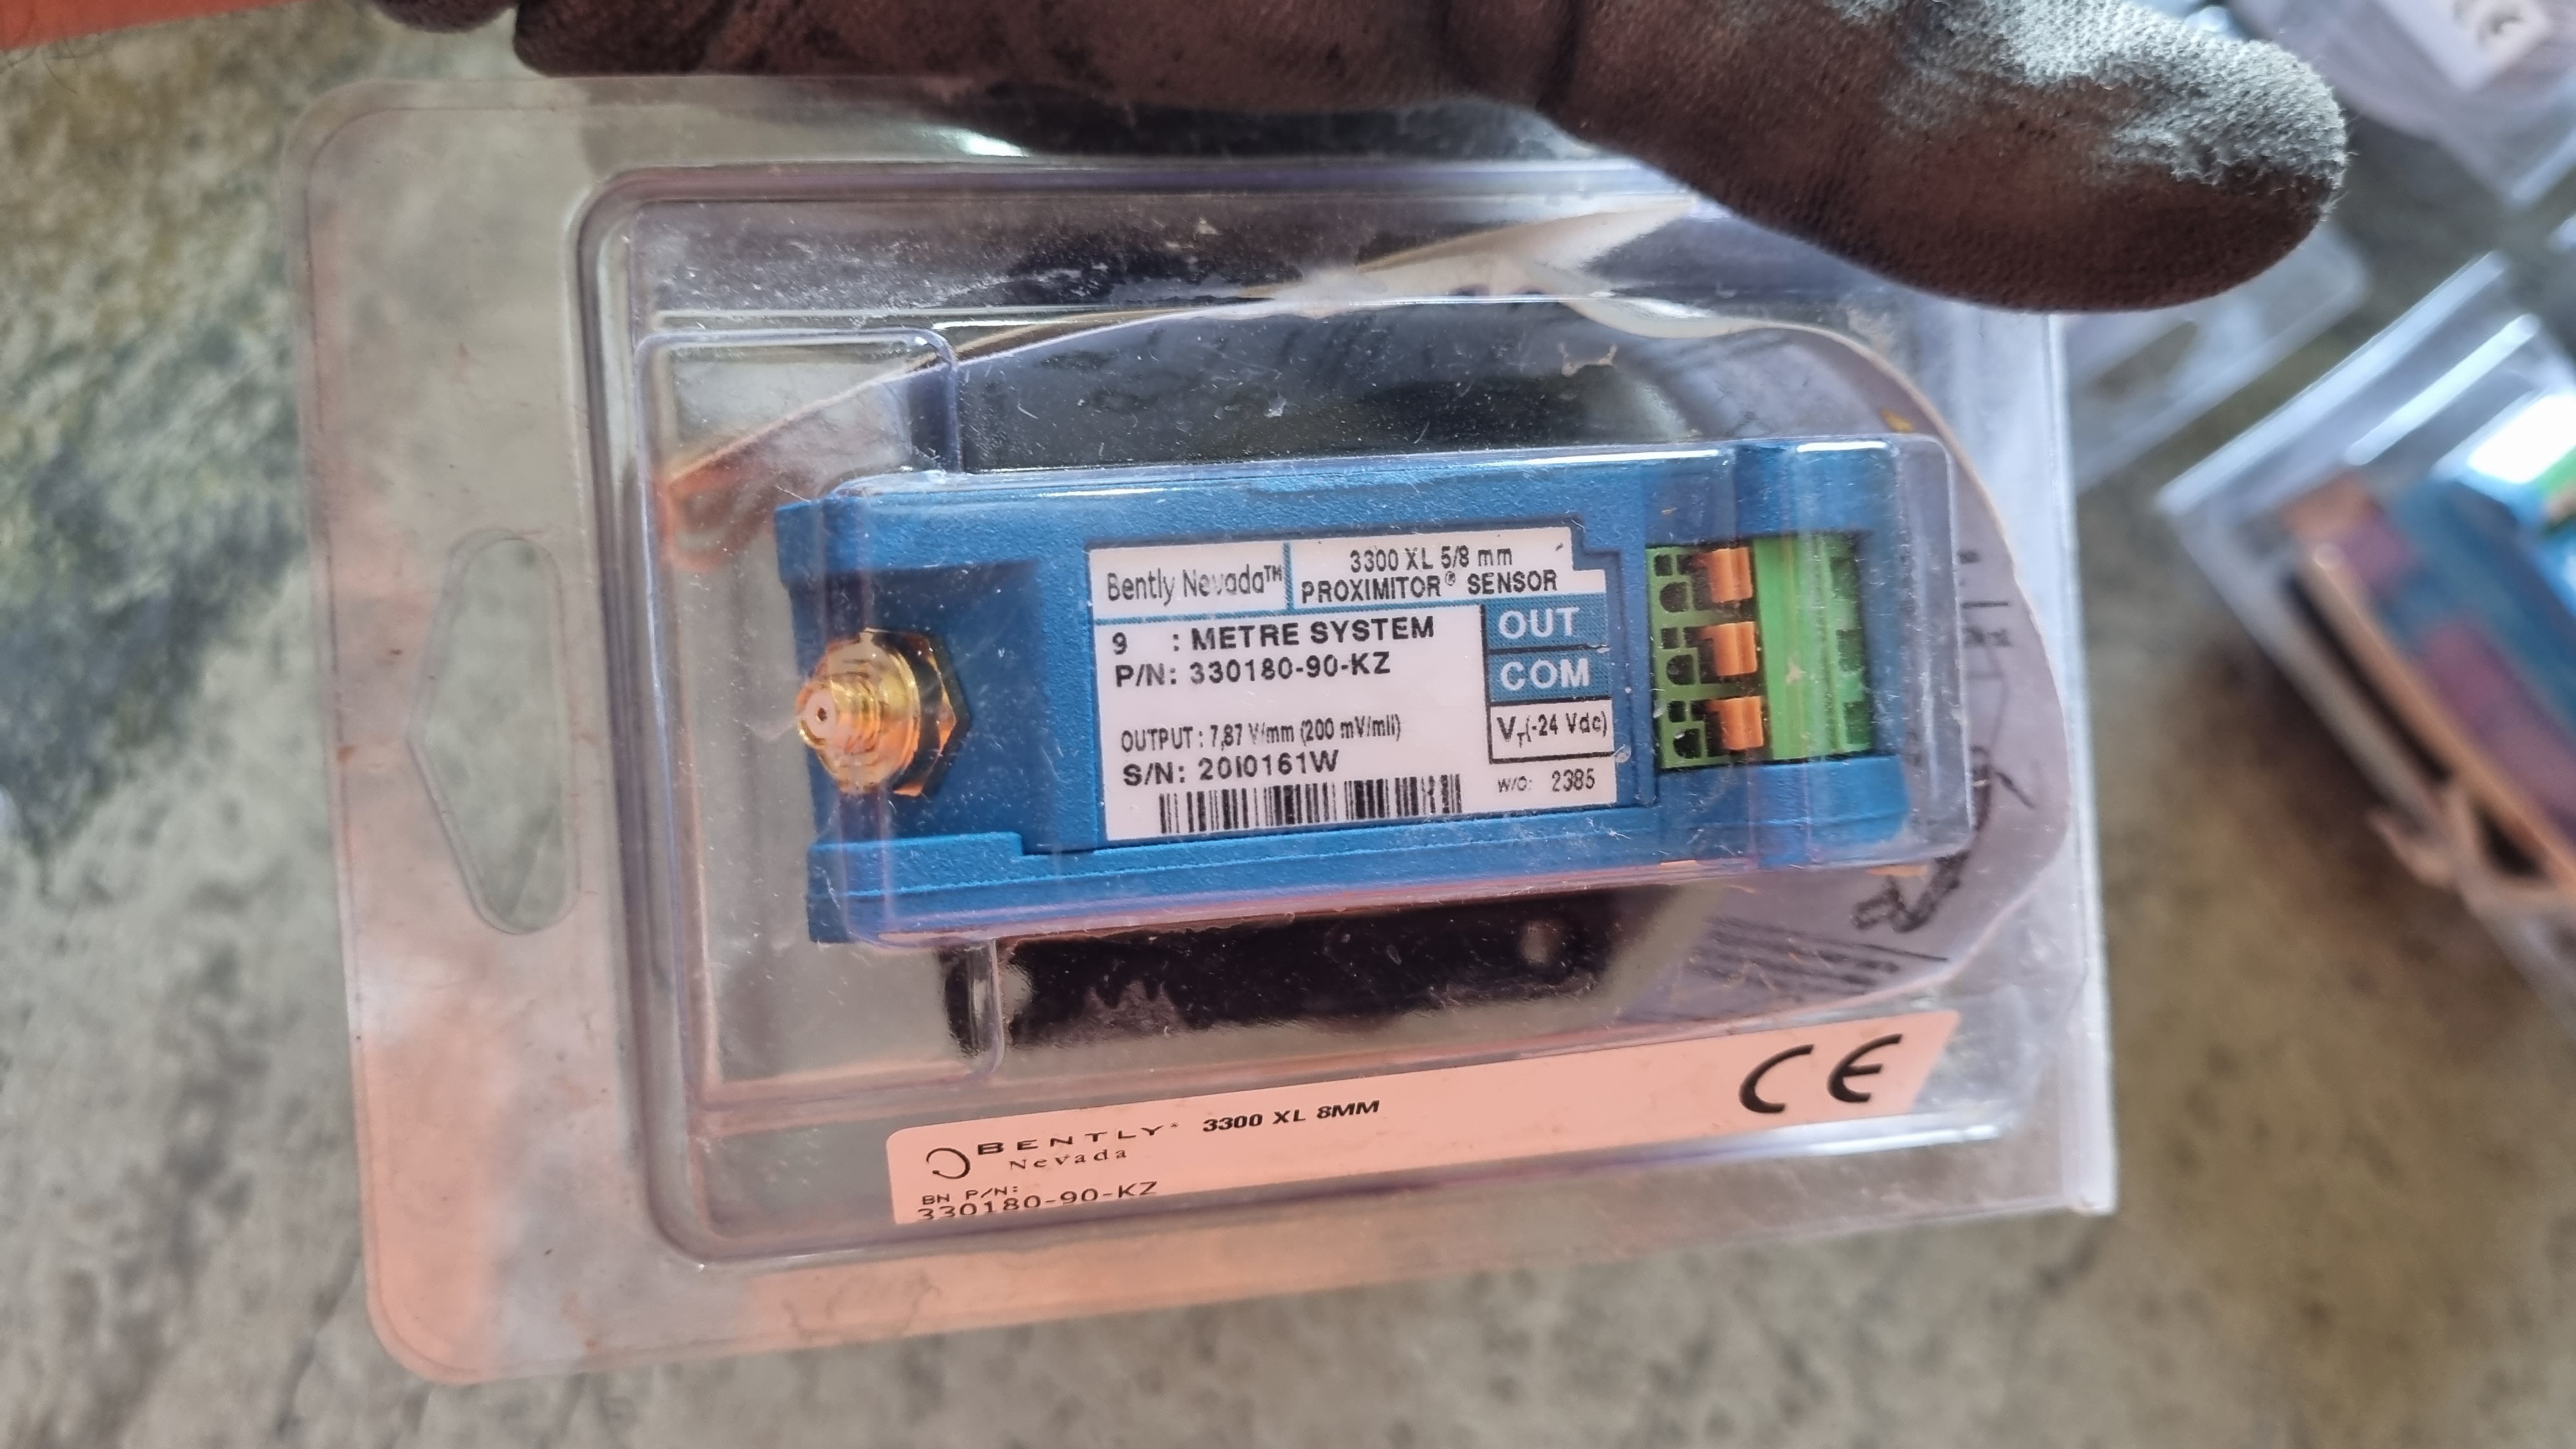 BN P/N:
330180-90-KZ
BENTLY
Nevada
3300 XL 8MM
CE
Bently Nevada™
3300 XL 5/8 mm
PROXIMITOR® SENSOR
9 : METRE SYSTEM
P/N: 330180-90-KZ
OUTPUT : 7,87 V/mm (200 mV/mil)
S/N: 20I0161W
OUT
COM
VT(-24 Vdc)
W/O: 2385